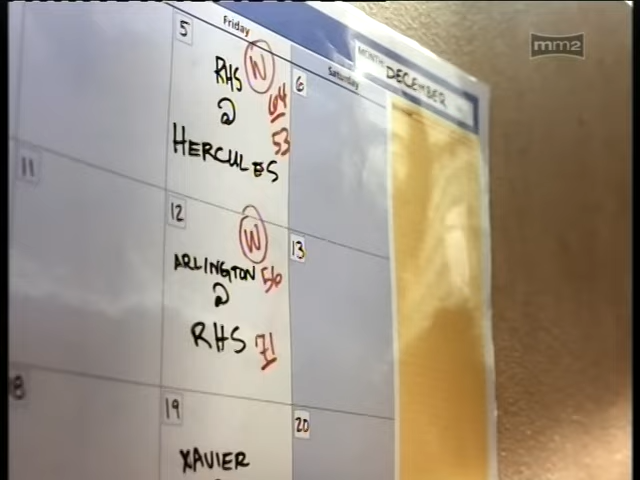 mm2
MONTH: DECEMBER
Friday
Saturday
5
W
RHS
64
@
53
HERCULES
6
11
12
W
ARLINGTON 56
@
RHS 71
13
18
19
XAVIER
20